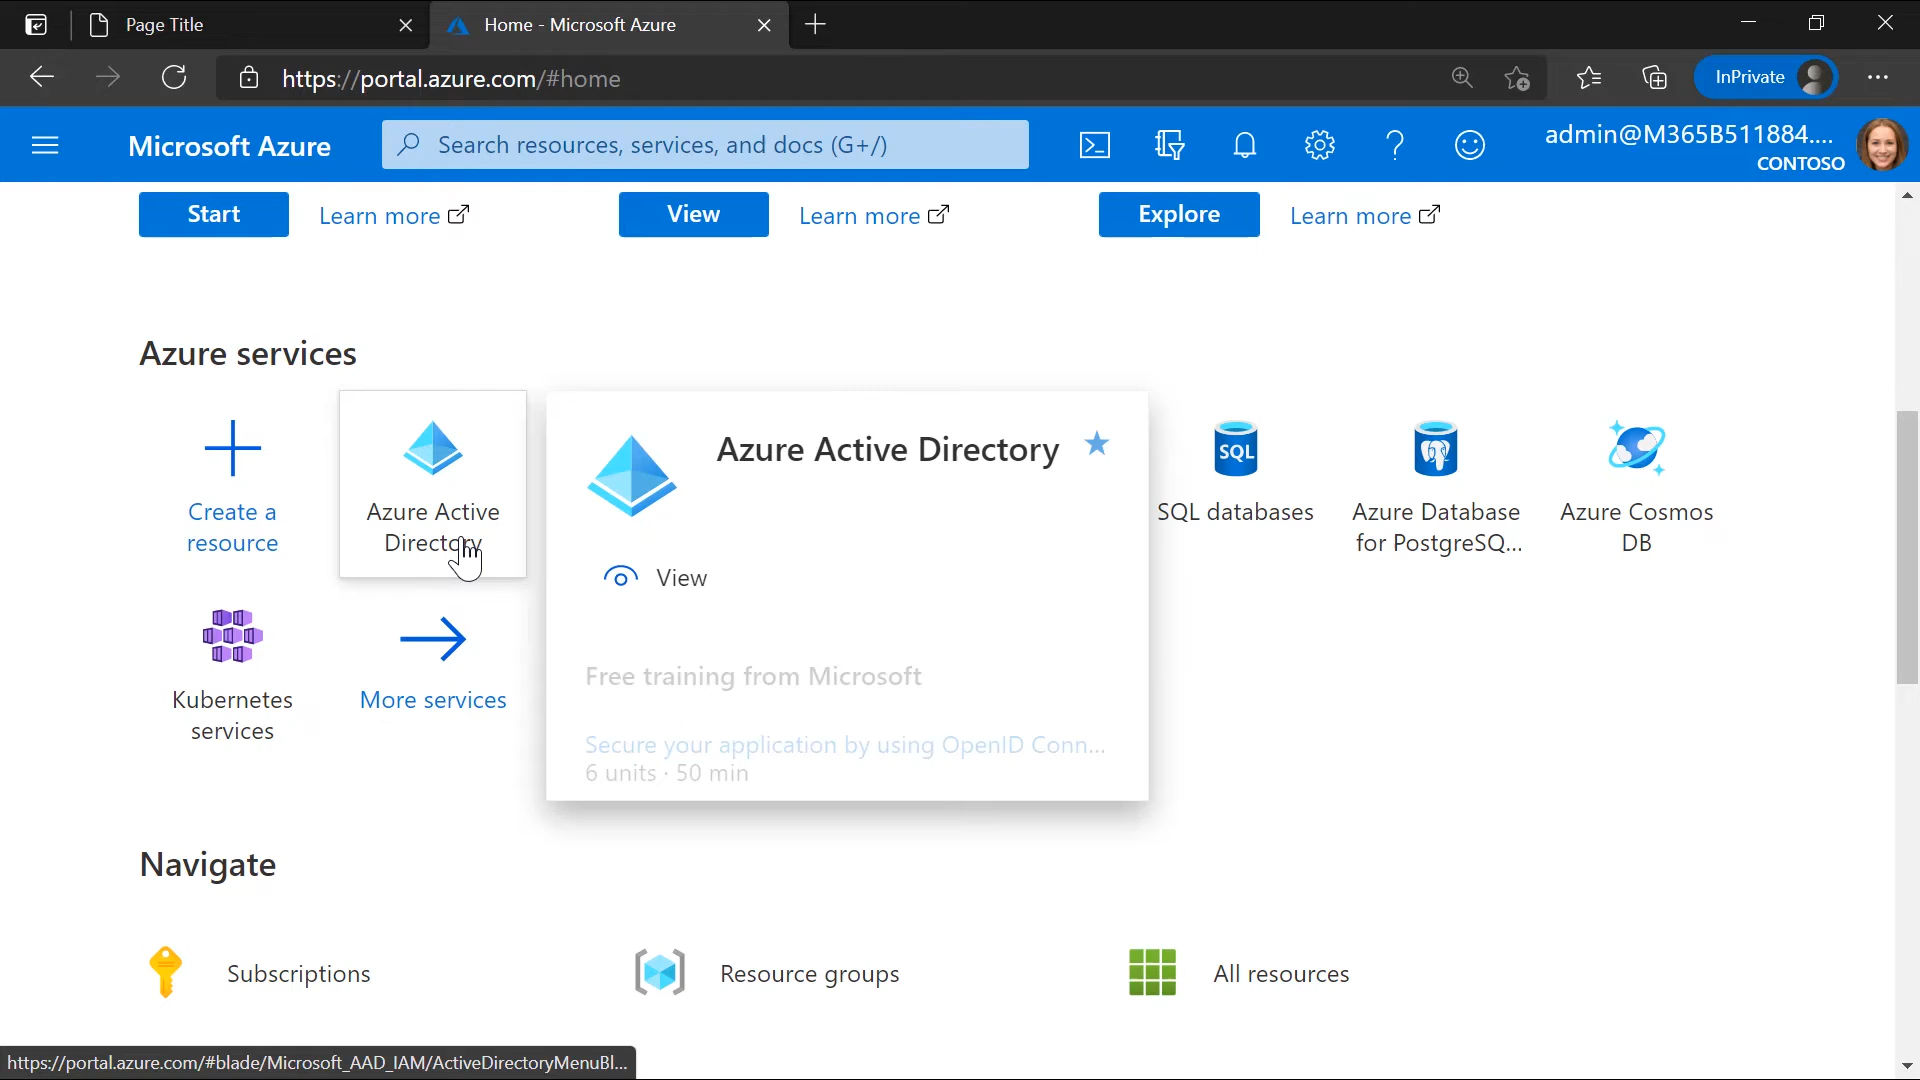 Page Title
Home - Microsoft Azure
https://portal.azure.com/#home
InPrivate
Microsoft Azure
Search resources, services, and docs (G+/)
admin@M365B511884....
CONTOSO
Start
Learn more
View
Learn more
Explore
Learn more
Azure services
Create a
resource
Azure Active
Directory
Azure Active Directory
View
Free training from Microsoft
Secure your application by using OpenID Conn...
6 units · 50 min
SQL
SQL databases
Azure Database
for PostgreSQ...
Azure Cosmos
DB
Kubernetes
services
More services
Navigate
Subscriptions
Resource groups
All resources
https://portal.azure.com/#blade/Microsoft_AAD_IAM/ActiveDirectoryMenuBl...